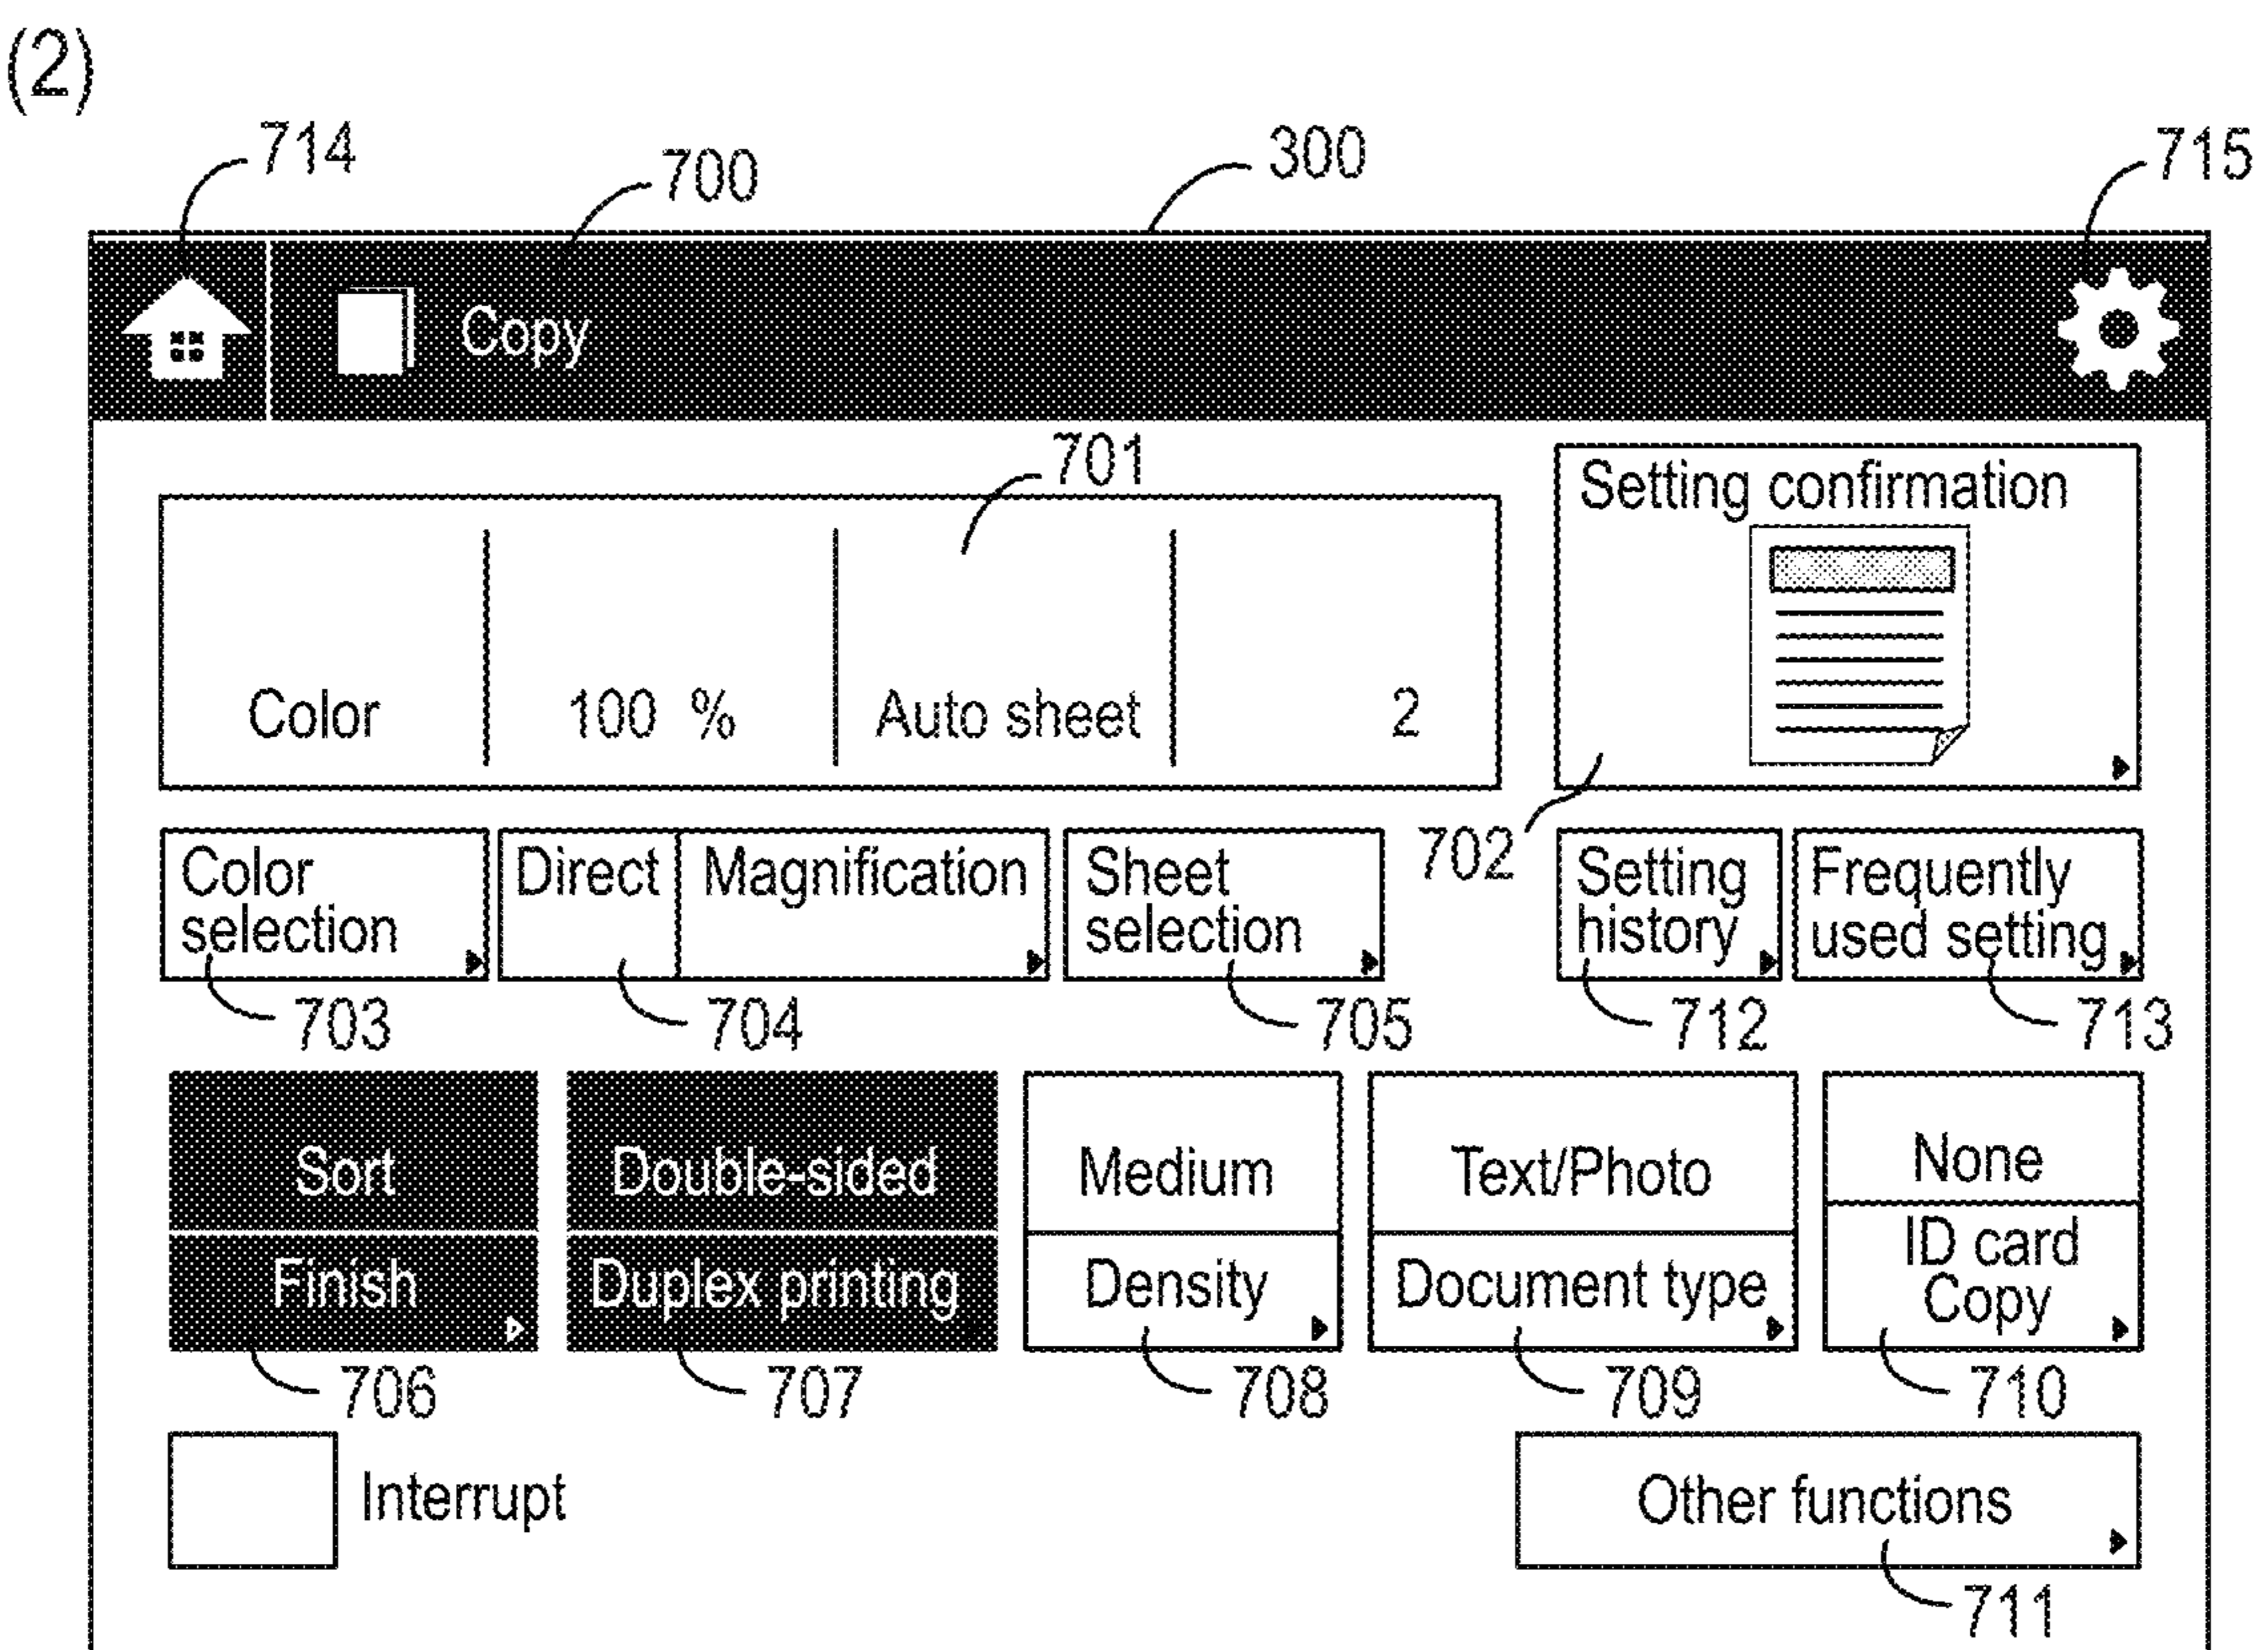 (2)
714
700
300
715
Copy
701
Setting confirmation
Color
100 %
Auto sheet
2
702
Color
selection
Direct
Magnification
Sheet
selection
Setting
history
Frequently
used setting
703
704
705
712
713
Sort
Finish
Double-sided
Duplex printing
Medium
Density
Text/Photo
Document type
None
ID card
Copy
706
707
708
709
710
Interrupt
Other functions
711